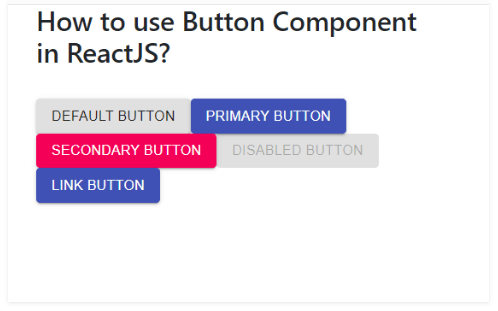 How to use Button Component
in ReactJS?
DEFAULT BUTTON PRIMARY BUTTON
SECONDARY BUTTON DISABLED BUTTON
LINK BUTTON